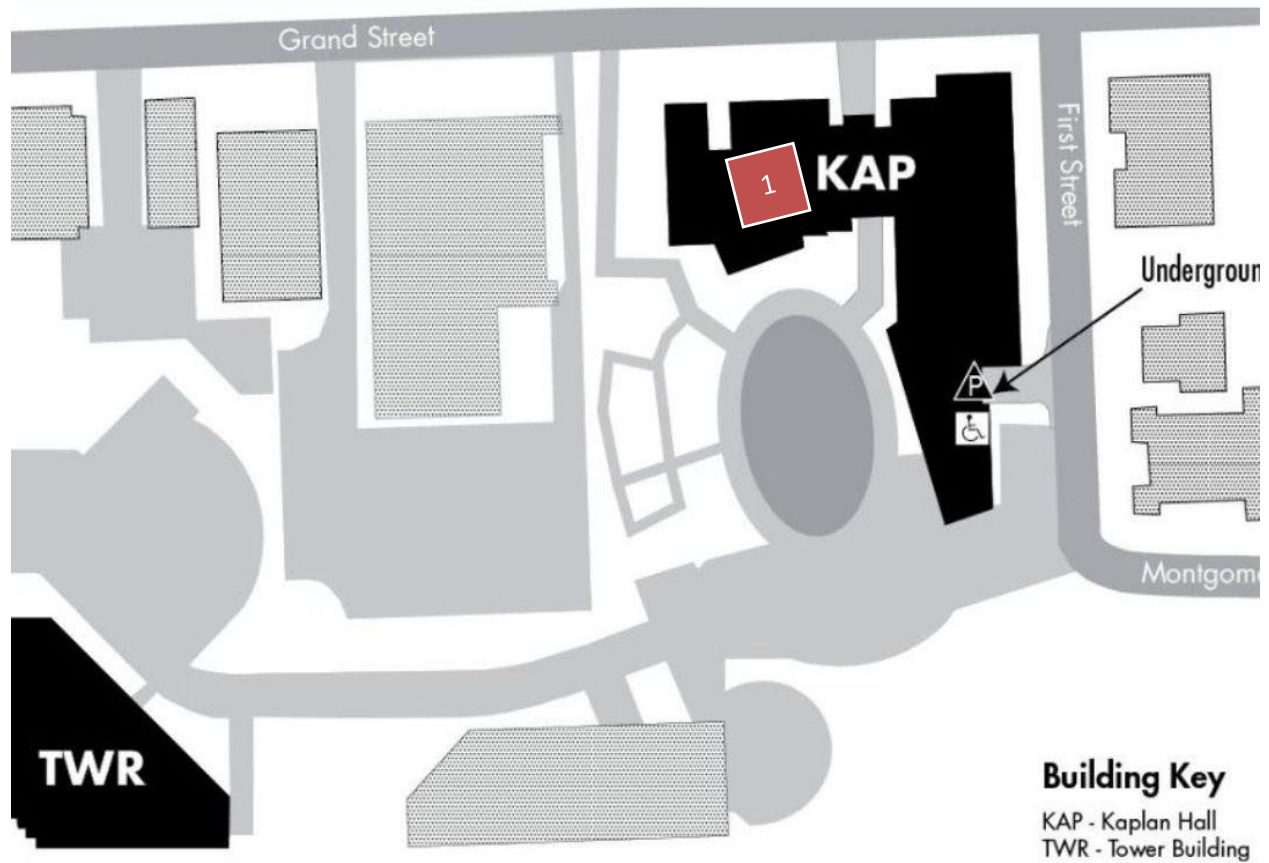 Grand Street
First Street
1
KAP
P
Undergroun
Montgom
TWR
Building Key
KAP - Kaplan Hall
TWR - Tower Building